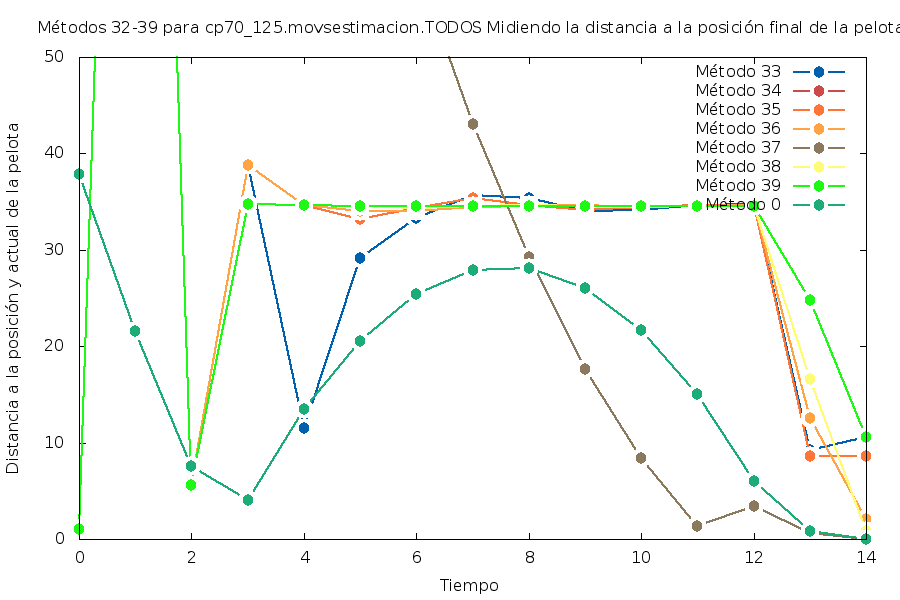 Métodos 32-39 para cp70_125.movsestimacion.TODOS Midiendo la distancia a la posición final de la pelota
50
40
30
20
10
0
Distancia a la posición y actual de la pelota
Método 33
Método 34
Método 35
Método 36
Método 37
Método 38
Método 39
Método 0
0 2 4 6 8 10 12 14
Tiempo